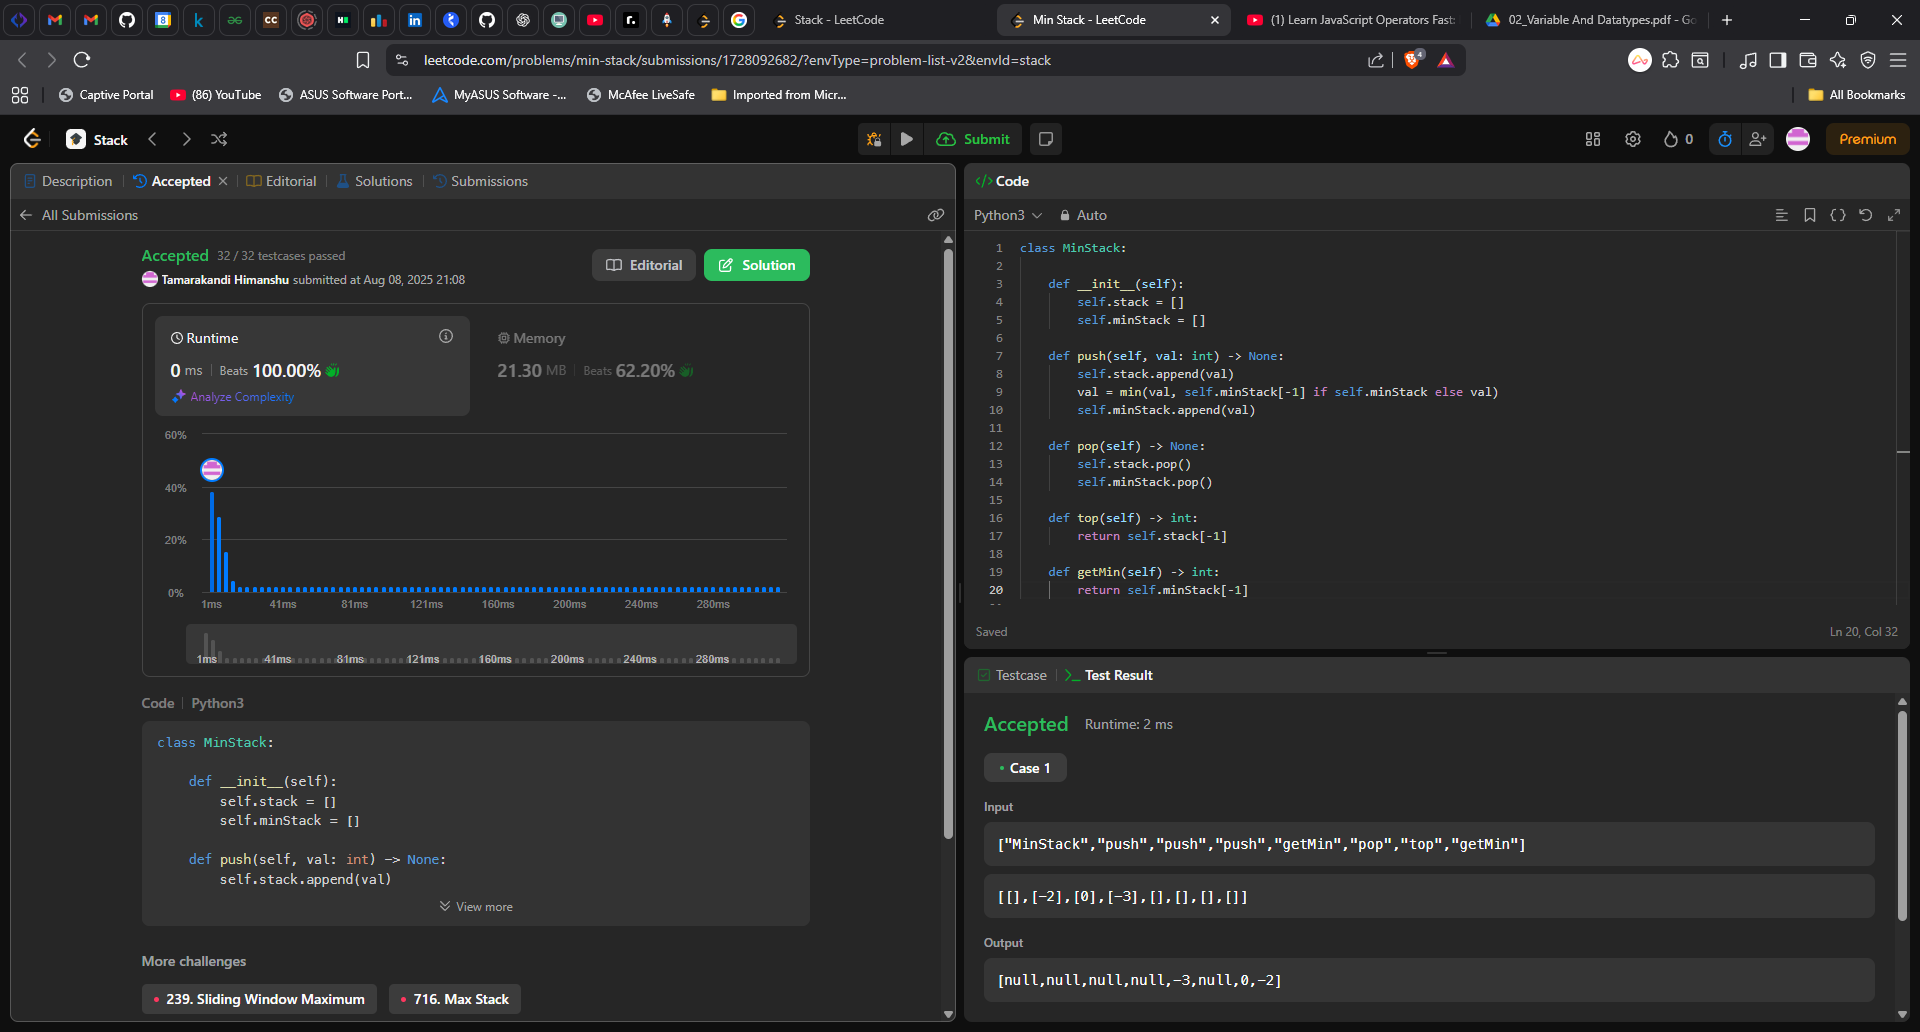 Stack - LeetCode
Min Stack - LeetCode
(1) Learn JavaScript Operators Fast:
02_Variable And Datatypes.pdf - Go
leetcode.com/problems/min-stack/submissions/1728092682/?envType=problem-list-v2&envId=stack
4
Captive Portal
(86) YouTube
ASUS Software Port...
MyASUS Software -...
McAfee LiveSafe
Imported from Micr...
All Bookmarks
Stack
Submit
0
Premium
Description
Accepted
Editorial
Solutions
Submissions
All Submissions
Accepted 32 / 32 testcases passed
Tamarakandi Himanshu submitted at Aug 08, 2025 21:08
Editorial
Solution
Runtime
0 ms | Beats 100.00%
Analyze Complexity
Memory
21.30 MB | Beats 62.20%
60%
40%
20%
0%
1ms 41ms 81ms 121ms 160ms 200ms 240ms 280ms
1ms 41ms 81ms 121ms 160ms 200ms 240ms 280ms
Code | Python3
class MinStack:
def __init__(self):
self.stack = []
self.minStack = []
def push(self, val: int) -> None:
self.stack.append(val)
View more
More challenges
239. Sliding Window Maximum
716. Max Stack
</> Code
Python3
Auto
1 class MinStack:
2
3 def __init__(self):
4 self.stack = []
5 self.minStack = []
6
7 def push(self, val: int) -> None:
8 self.stack.append(val)
9 val = min(val, self.minStack[-1] if self.minStack else val)
10 self.minStack.append(val)
11
12 def pop(self) -> None:
13 self.stack.pop()
14 self.minStack.pop()
15
16 def top(self) -> int:
17 return self.stack[-1]
18
19 def getMin(self) -> int:
20 return self.minStack[-1]
Saved
Ln 20, Col 32
Testcase
Test Result
Accepted Runtime: 2 ms
Case 1
Input
["MinStack","push","push","push","getMin","pop","top","getMin"]
[[],[-2],[0],[-3],[],[],[],[]]
Output
[null,null,null,null,-3,null,0,-2]